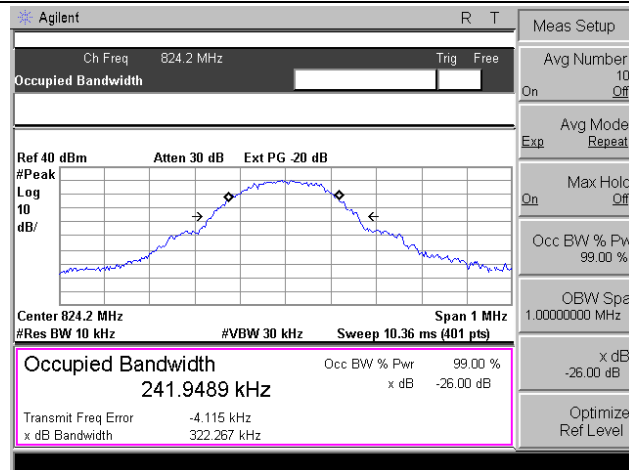 Agilent R T
Ch Freq 824.2 MHz Trig Free
Occupied Bandwidth
Ref 40 dBm Atten 30 dB Ext PG -20 dB
#Peak
Log
10
dB/
Center 824.2 MHz Span 1 MHz
#Res BW 10 kHz #VBW 30 kHz Sweep 10.36 ms (401 pts)
Occupied Bandwidth Occ BW % Pwr 99.00 %
241.9489 kHz x dB -26.00 dB
Transmit Freq Error -4.115 kHz
x dB Bandwidth 322.267 kHz
Meas Setup
Avg Number
10
On Off
Avg Mode
Exp Repeat
Max Hold
On Off
Occ BW % Pwr
99.00 %
OBW Spa
1.00000000 MHz
x dB
-26.00 dB
Optimize
Ref Level